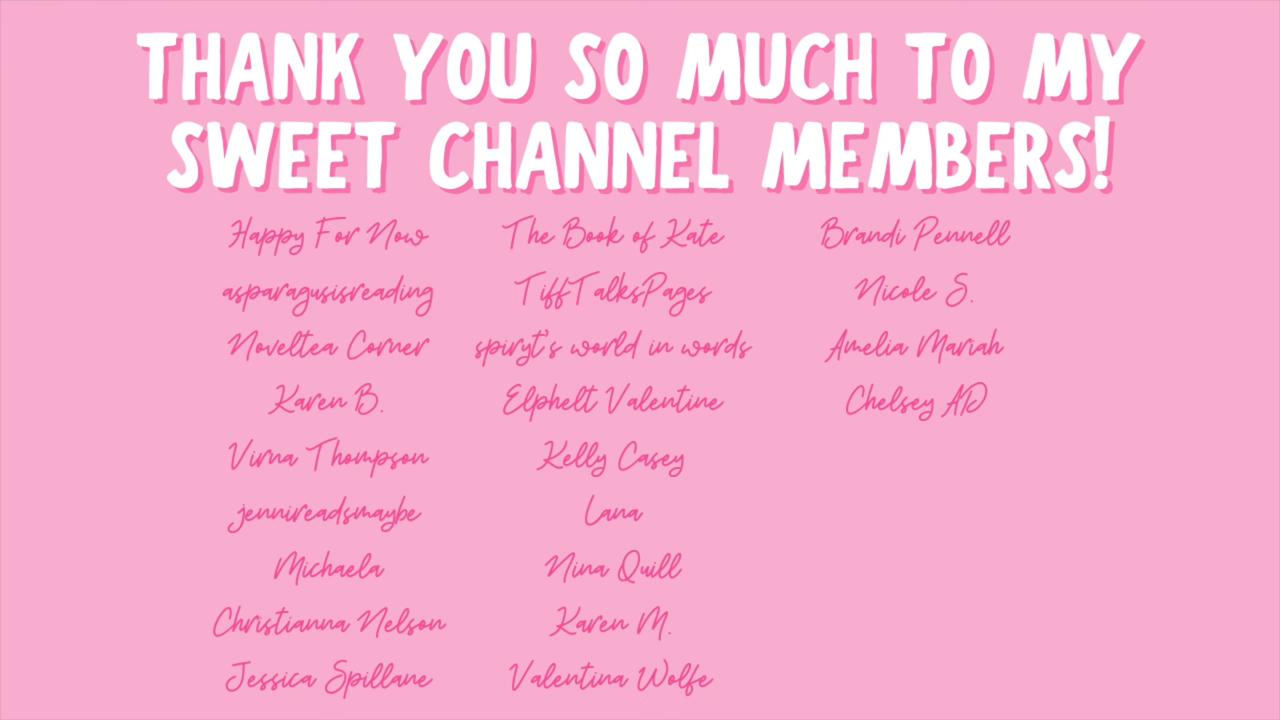 THANK YOU SO MUCH TO MY
SWEET CHANNEL MEMBERS!
Happy For Now
asparagusisreading
Noveltea Corner
Karen B.
Virna Thompson
jennireadsmaybe
Michaela
Christianna Nelson
Jessica Spillane
The Book of Kate
TiffTalksPages
spiryt's world in words
Elphelt Valentine
Kelly Casey
Lana
Nina Quill
Karen M.
Valentina Wolfe
Brandi Pennell
Nicole S.
Amelia Mariah
Chelsey AD